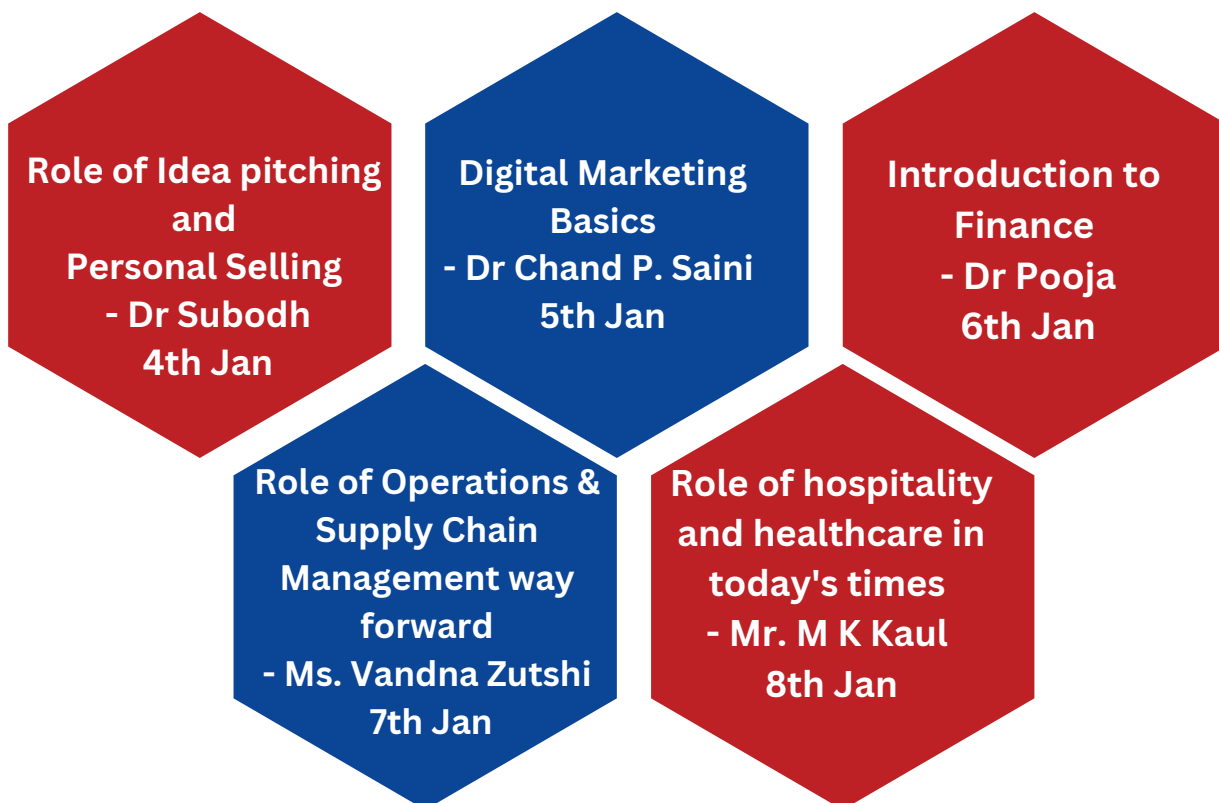 Role of Idea pitching
and
Personal Selling
- Dr Subodh
4th Jan
Digital Marketing
Basics
- Dr Chand P. Saini
5th Jan
Introduction to
Finance
- Dr Pooja
6th Jan
Role of Operations &
Supply Chain
Management way
forward
- Ms. Vandna Zutshi
7th Jan
Role of hospitality
and healthcare in
today's times
- Mr. M K Kaul
8th Jan